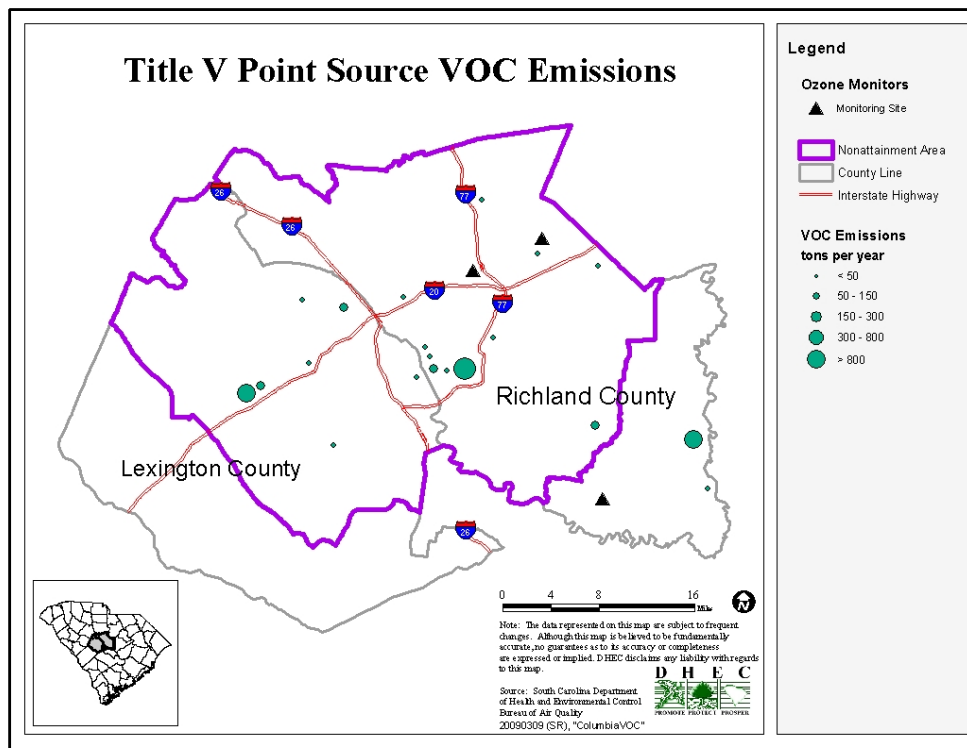 Title V Point Source VOC Emissions
Legend
Ozone Monitors
Monitoring Site
Nonattainment Area
County Line
Interstate Highway
VOC Emissions
tons per year
< 50
50 - 150
150 - 300
300 - 800
> 800
26
26
77
20
77
Richland County
Lexington County
26
0 4 8 16
Miles
N
Note: The data represented on this map are subject to frequent
changes. Although this map is believed to be fundamentally
accurate, no guarantees as to its accuracy or completeness
are expressed or implied. DHEC disclaims any liability with regards
to this map.
D H E C
PROMOTE PROTECT PROSPER
Source: South Carolina Department
of Health and Environmental Control
Bureau of Air Quality
20090309 (SR), "ColumbiaVOC"